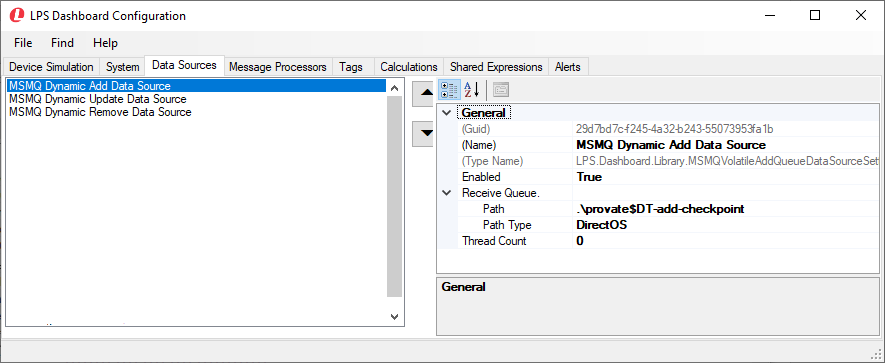 LPS Dashboard Configuration
File Find Help
Device Simulation System Data Sources Message Processors Tags Calculations Shared Expressions Alerts
MSMQ Dynamic Add Data Source
MSMQ Dynamic Update Data Source
MSMQ Dynamic Remove Data Source
General
(Guid) 29d7bd7c-f245-4a32-b243-55073953fa1b
(Name) MSMQ Dynamic Add Data Source
(Type Name) LPS.Dashboard.Library.MSMQVolatileAddQueueDataSourceSett
Enabled True
Receive Queue.
Path .\provate$DT-add-checkpoint
Path Type DirectOS
Thread Count 0
General